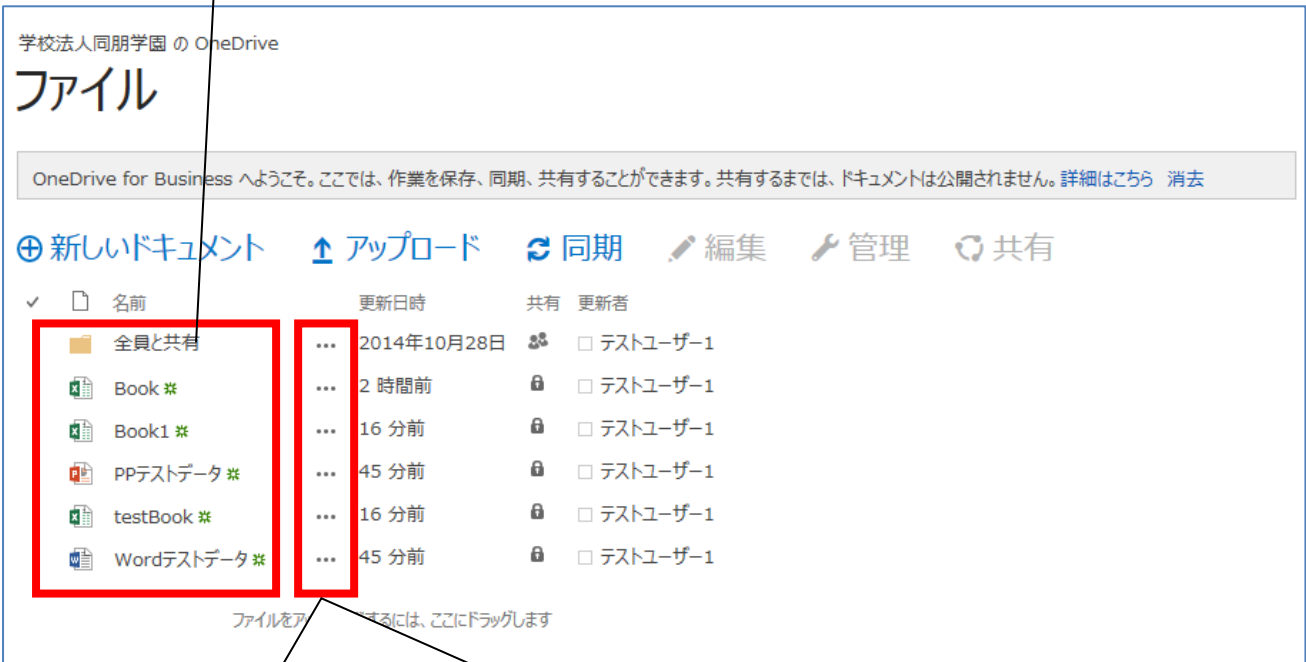 学校法人同朋学園 の OneDrive
ファイル
OneDrive for Business へようこそ。ここでは、作業を保存、同期、共有することができます。共有するまでは、ドキュメントは公開されません。詳細はこちら 消去
新しいドキュメント アップロード 同期 編集 管理 共有
名前 更新日時 共有 更新者
全員と共有 ... 2014年10月28日 テストユーザー1
Book ... 2 時間前 テストユーザー1
Book1 ... 16 分前 テストユーザー1
PPテストデータ ... 45 分前 テストユーザー1
testBook ... 16 分前 テストユーザー1
Wordテストデータ ... 45 分前 テストユーザー1
ファイルをア するには、ここにドラッグします